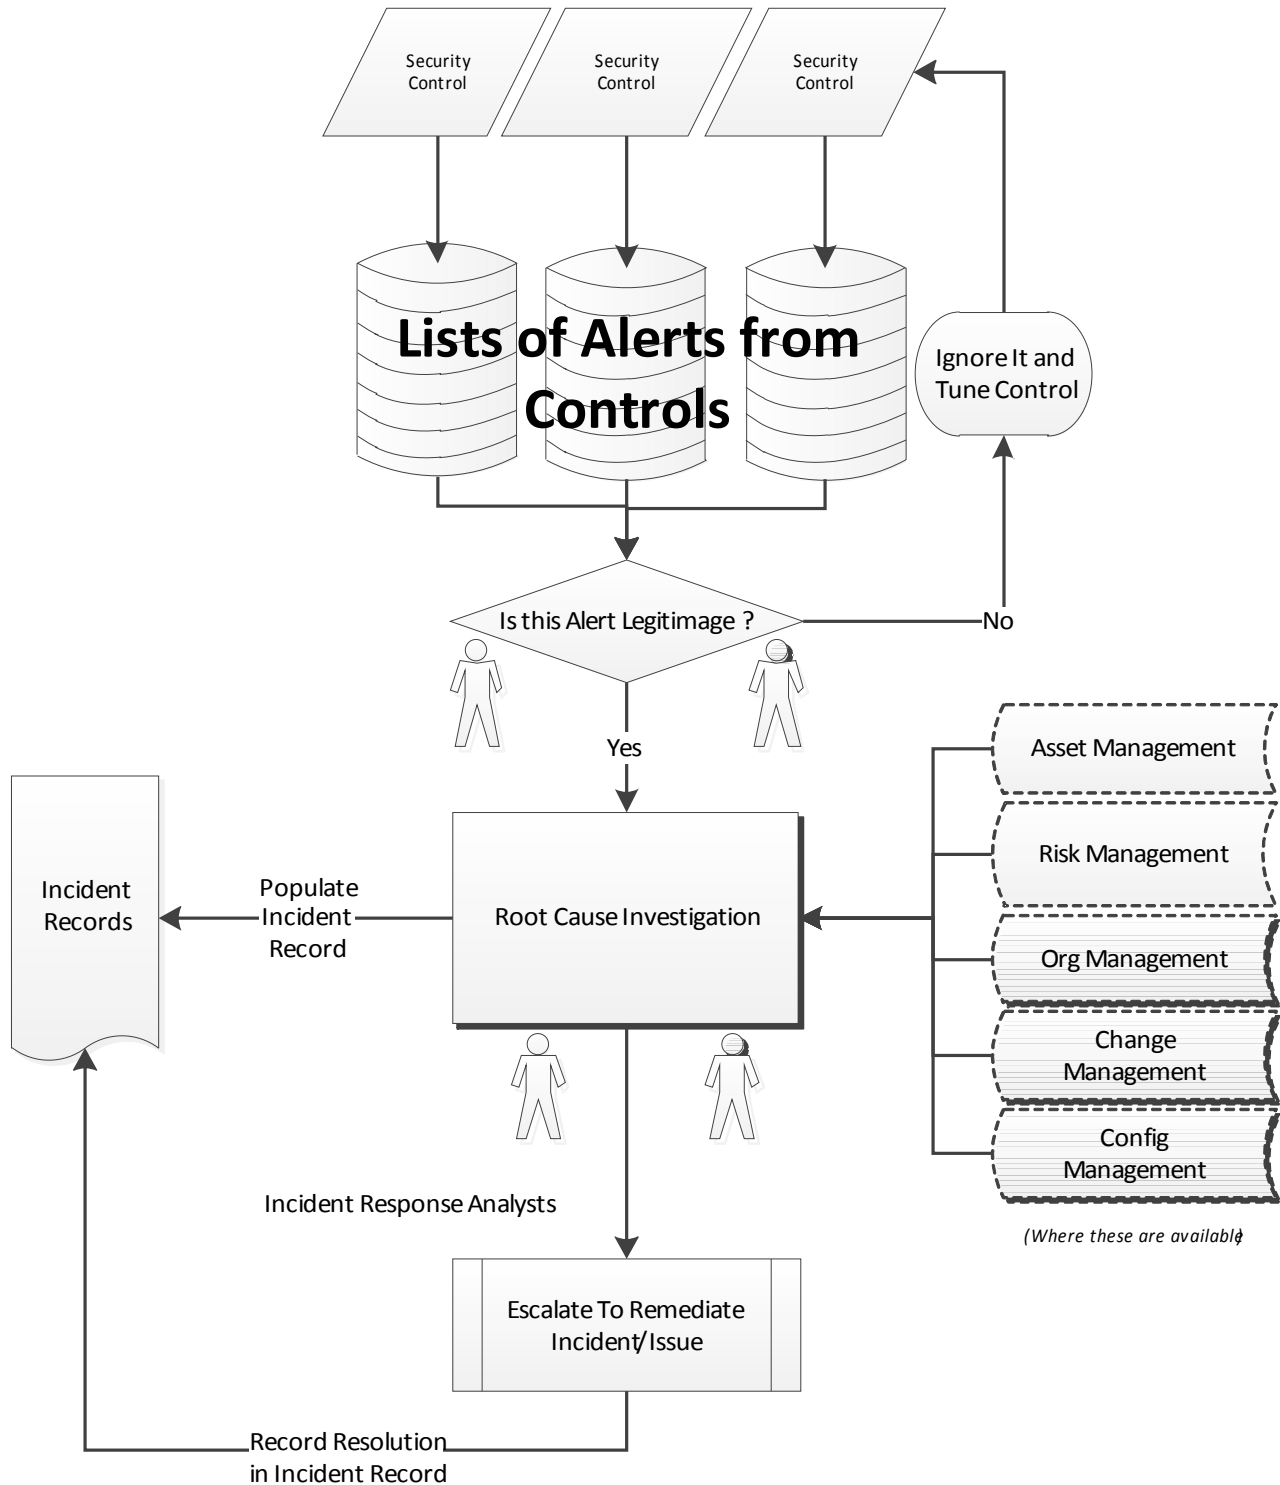 Security
Control
Security
Control
Security
Control
Lists of Alerts from
Controls
Ignore It and
Tune Control
Is this Alert Legitimage ?
No
Yes
Asset Management
Risk Management
Org Management
Change
Management
Config
Management
(Where these are available)
Incident
Records
Populate
Incident
Record
Root Cause Investigation
Incident Response Analysts
Escalate To Remediate
Incident/Issue
Record Resolution
in Incident Record